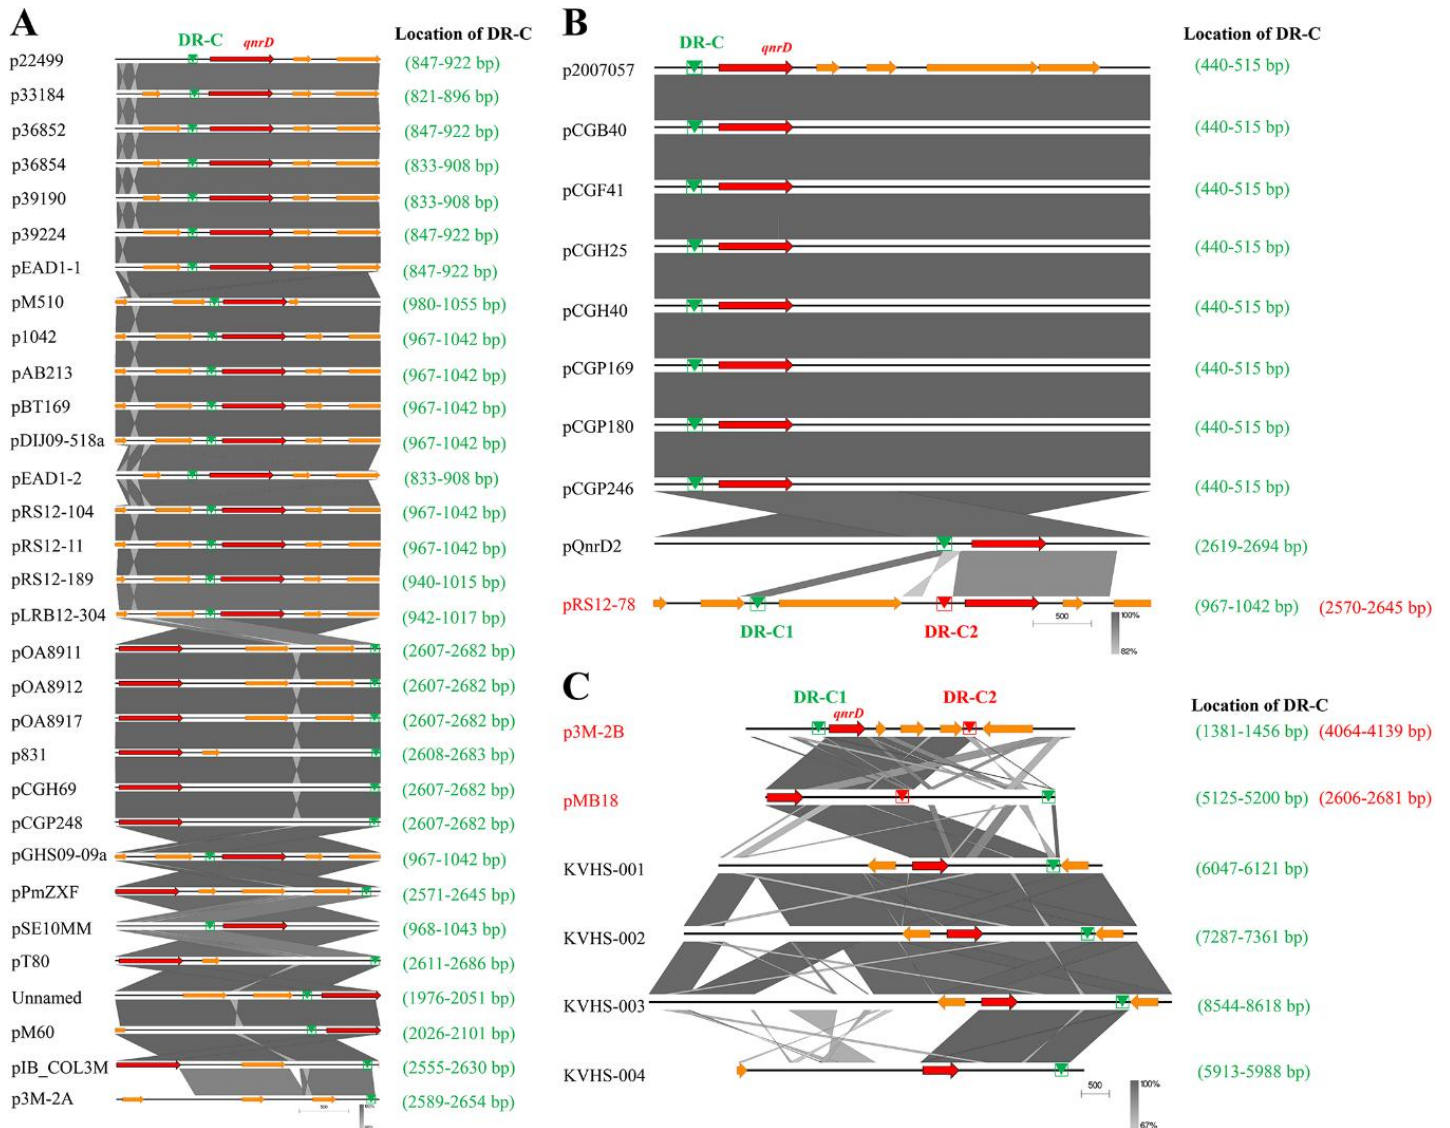 A
DR-C
qnrD
Location of DR-C
p22499 (847-922 bp)
p33184 (821-896 bp)
p36852 (847-922 bp)
p36854 (833-908 bp)
p39190 (833-908 bp)
p39224 (847-922 bp)
pEAD1-1 (847-922 bp)
pM510 (980-1055 bp)
p1042 (967-1042 bp)
pAB213 (967-1042 bp)
pBT169 (967-1042 bp)
pDIJ09-518a (967-1042 bp)
pEAD1-2 (833-908 bp)
pRS12-104 (967-1042 bp)
pRS12-11 (967-1042 bp)
pRS12-189 (940-1015 bp)
pLRB12-304 (942-1017 bp)
pOA8911 (2607-2682 bp)
pOA8912 (2607-2682 bp)
pOA8917 (2607-2682 bp)
p831 (2608-2683 bp)
pCGH69 (2607-2682 bp)
pCGP248 (2607-2682 bp)
pGHS09-09a (967-1042 bp)
pPmZXF (2571-2645 bp)
pSE10MM (968-1043 bp)
pT80 (2611-2686 bp)
Unnamed (1976-2051 bp)
pM60 (2026-2101 bp)
pIB_COL3M (2555-2630 bp)
p3M-2A (2589-2654 bp)
500
B
DR-C
qnrD
Location of DR-C
p2007057 (440-515 bp)
pCGB40 (440-515 bp)
pCGF41 (440-515 bp)
pCGH25 (440-515 bp)
pCGH40 (440-515 bp)
pCGP169 (440-515 bp)
pCGP180 (440-515 bp)
pCGP246 (440-515 bp)
pQnrD2 (2619-2694 bp)
pRS12-78 (967-1042 bp) (2570-2645 bp)
DR-C1
DR-C2
500
100%
82%
C
DR-C1
qnrD
DR-C2
Location of DR-C
p3M-2B (1381-1456 bp) (4064-4139 bp)
pMB18 (5125-5200 bp) (2606-2681 bp)
KVHS-001 (6047-6121 bp)
KVHS-002 (7287-7361 bp)
KVHS-003 (8544-8618 bp)
KVHS-004 (5913-5988 bp)
500
100%
67%